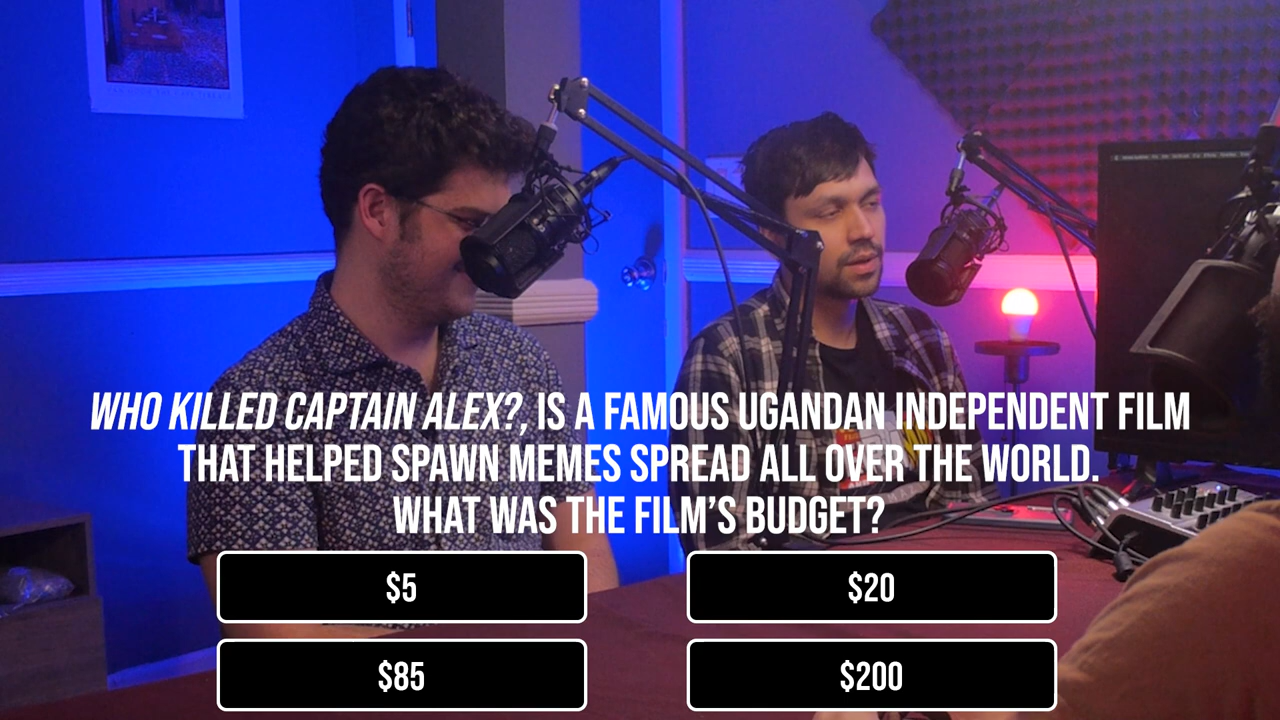 WHO KILLED CAPTAIN ALEX?, IS A FAMOUS UGANDAN INDEPENDENT FILM
THAT HELPED SPAWN MEMES SPREAD ALL OVER THE WORLD.
WHAT WAS THE FILM'S BUDGET?
$5
$20
$85
$200